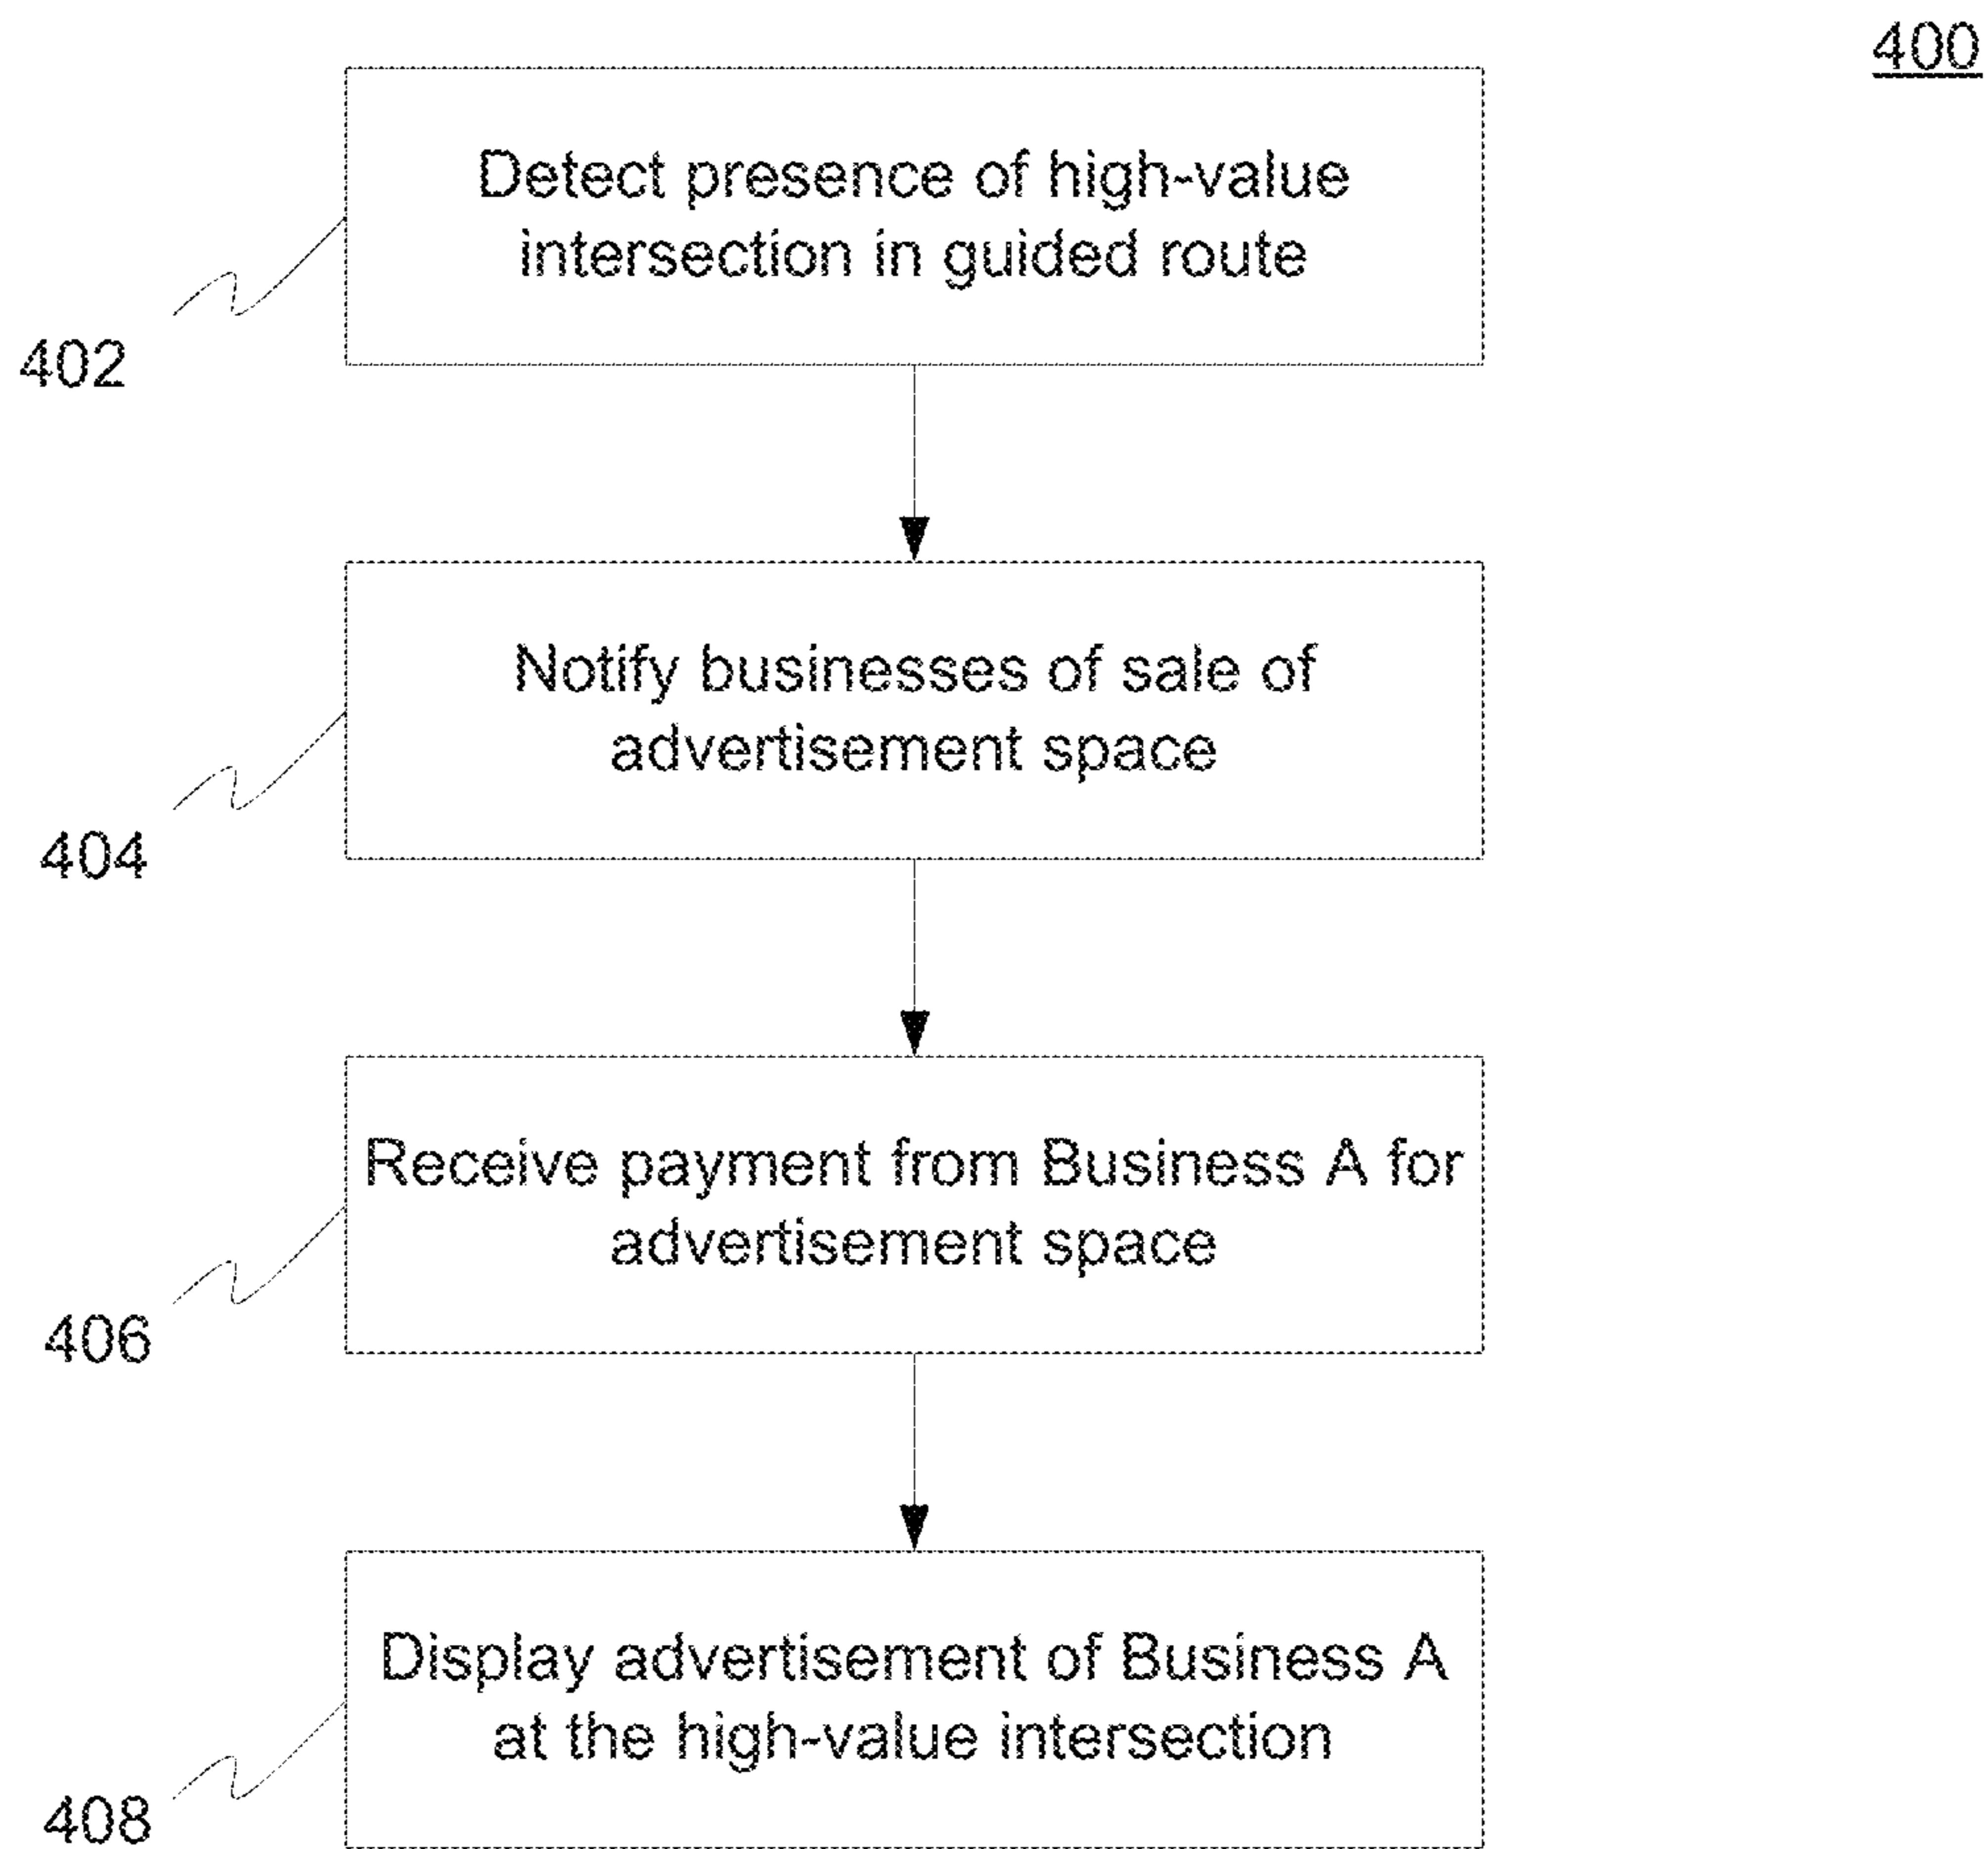 400
Detect presence of high-value
intersection in guided route
402
Notify businesses of sale of
advertisement space
404
Receive payment from Business A for
advertisement space
406
Display advertisement of Business A
at the high-value intersection
408